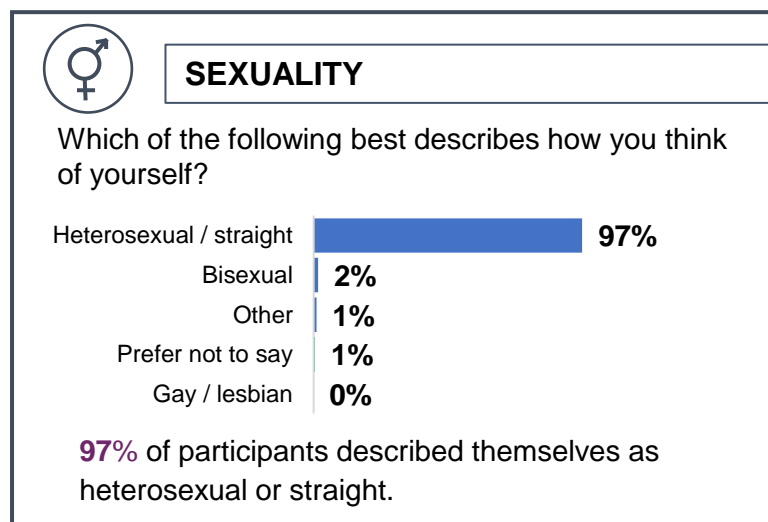 SEXUALITY
Which of the following best describes how you think
of yourself?
Heterosexual / straight 97%
Bisexual 2%
Other 1%
Prefer not to say 1%
Gay / lesbian 0%
97% of participants described themselves as
heterosexual or straight.